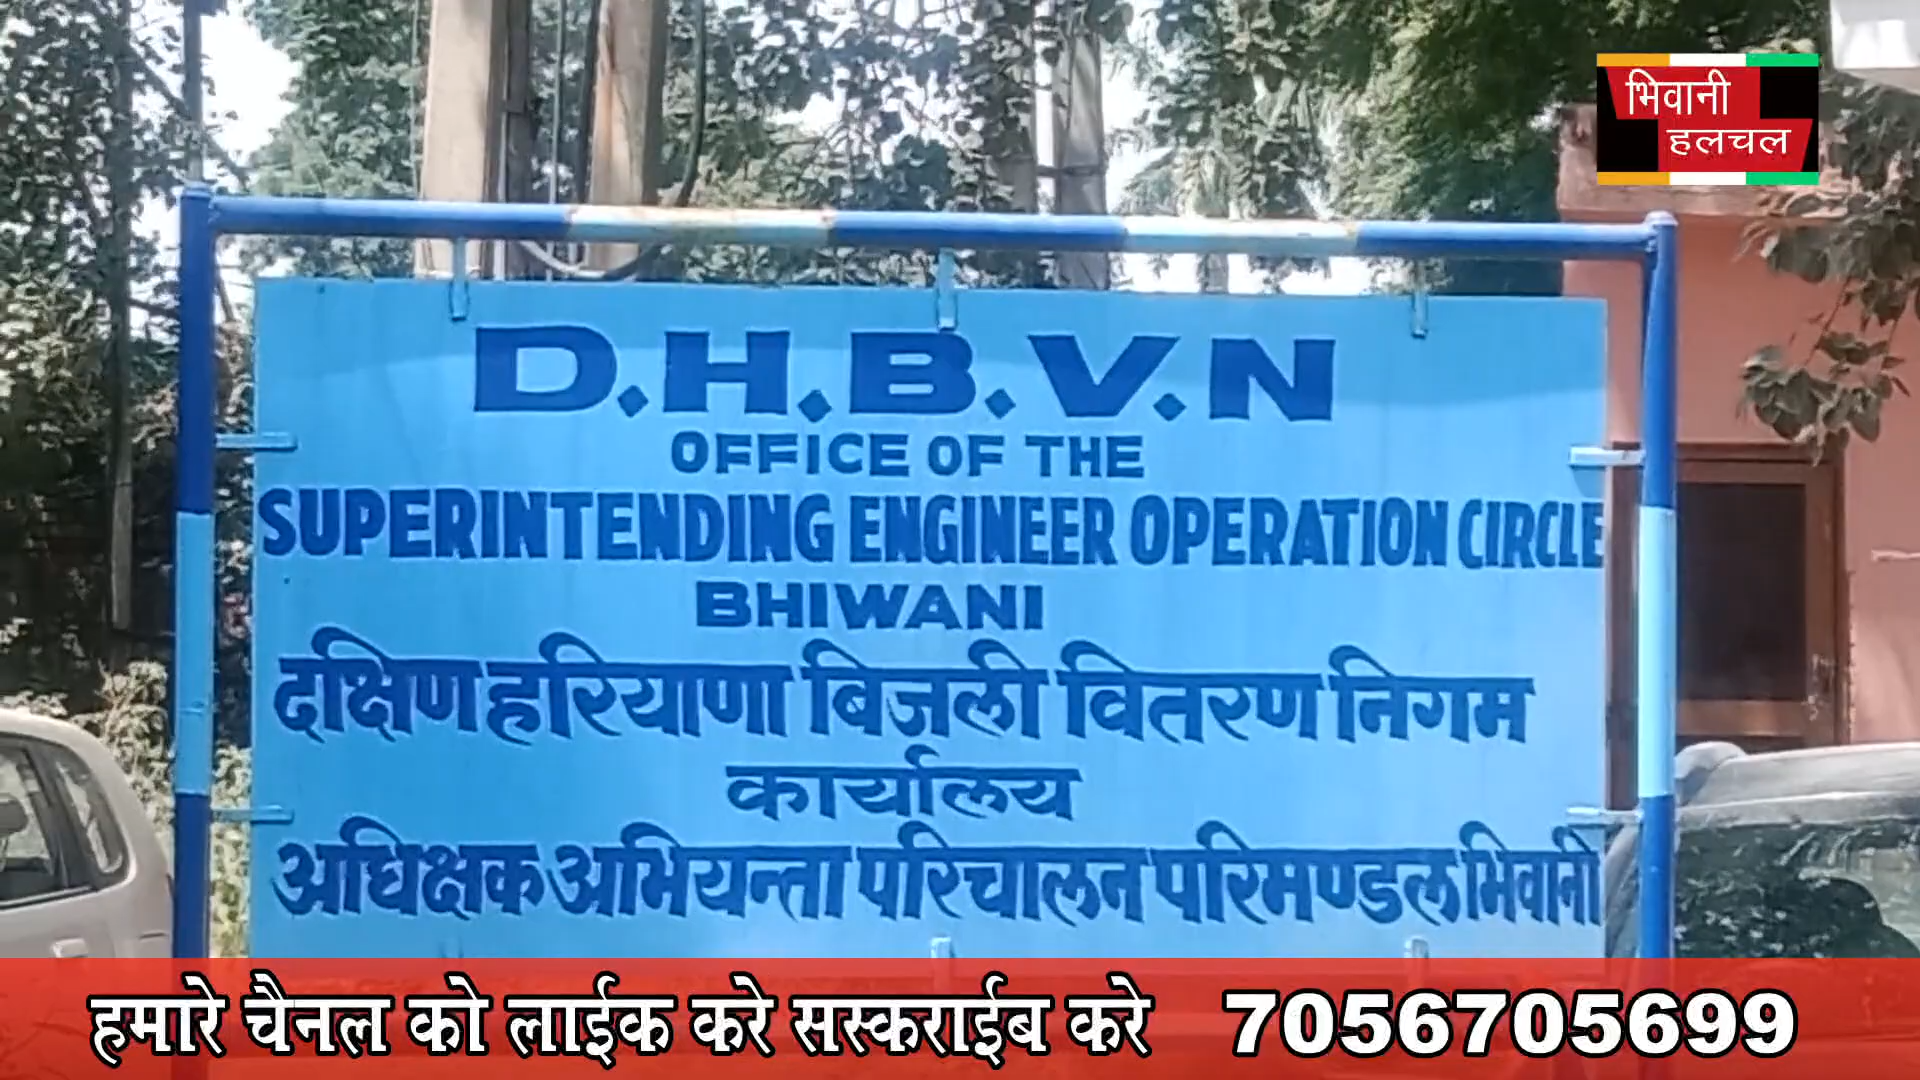 भिवानी
हलचल
D.H.B.V.N
OFFICE OF THE
SUPERINTENDING ENGINEER OPERATION CIRCLE
BHIWANI
दक्षिण हरियाणा बिजली वितरण निगम
कार्यालय
अधिक्षक अभियन्ता परिचालन परिमण्डल भिवानी
हमारे चैनल को लाईक करे सस्कराईब करे 7056705699